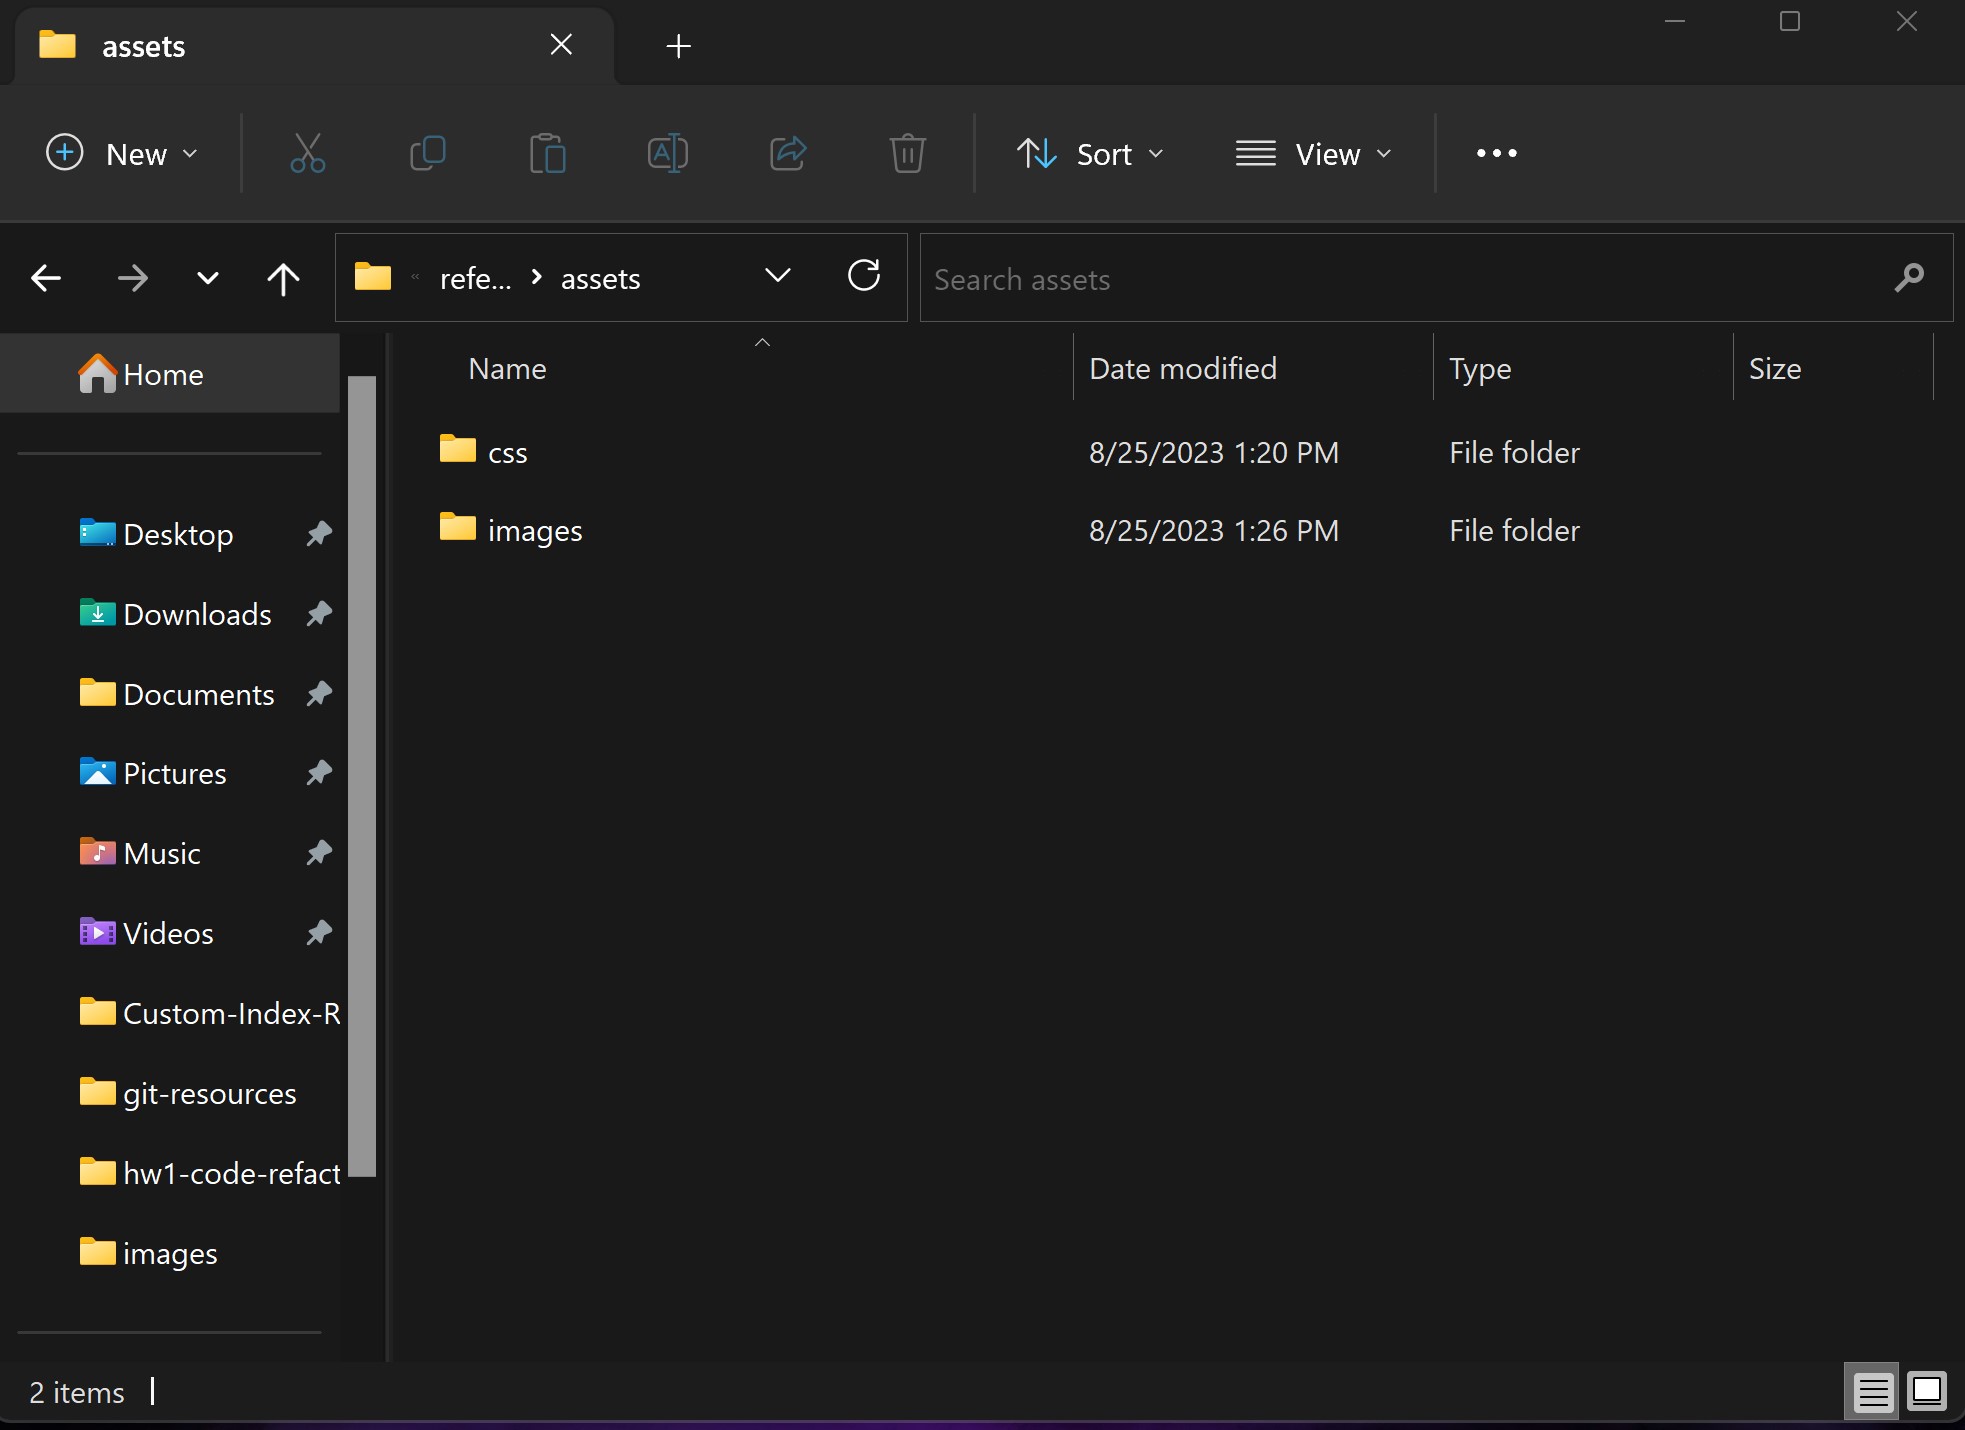 assets
New Sort View
refe... assets Search assets
Name Date modified Type Size
css 8/25/2023 1:20 PM File folder
images 8/25/2023 1:26 PM File folder
Home
Desktop
Downloads
Documents
Pictures
Music
Videos
Custom-Index-R
git-resources
hw1-code-refact
images
2 items